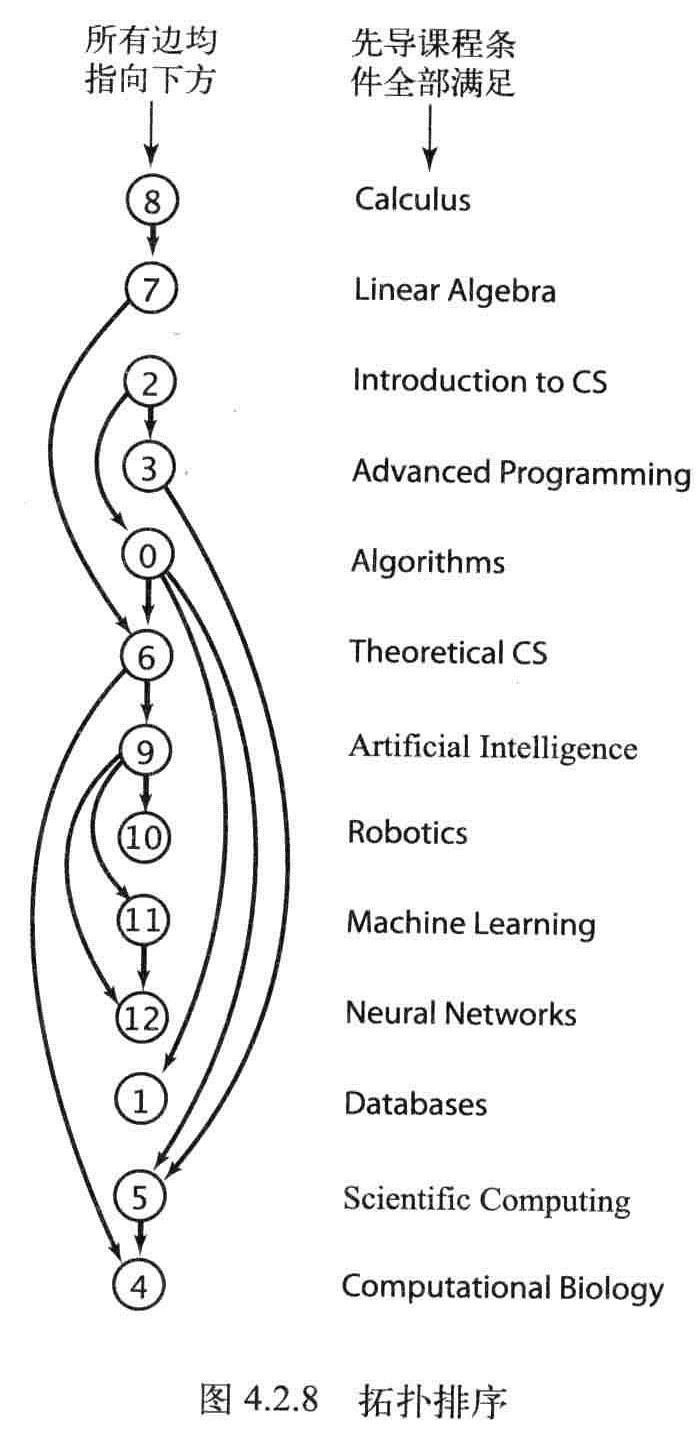 所有边均
指向下方
先导课程条
件全部满足
8 Calculus
7 Linear Algebra
2 Introduction to CS
3 Advanced Programming
0 Algorithms
6 Theoretical CS
9 Artificial Intelligence
10 Robotics
11 Machine Learning
12 Neural Networks
1 Databases
5 Scientific Computing
4 Computational Biology
图 4.2.8 拓扑排序